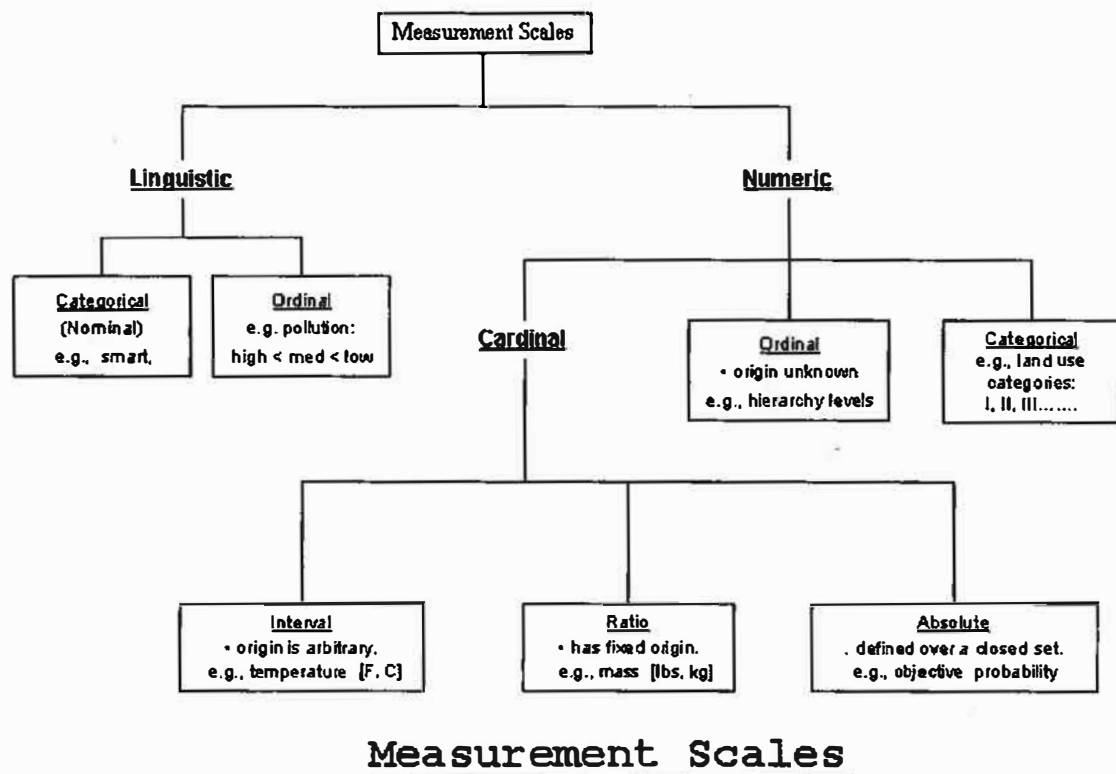 Measurement Scales
Linguistic
Numeric
Categorical
(Nominal)
e.g., smart,
Ordinal
e.g. pollution:
high < med < low
Cardinal
Ordinal
• origin unknown
e.g., hierarchy levels
Categorical
e.g., land use
categories:
I, II, III.......
Interval
• origin is arbitrary.
e.g., temperature [F, C]
Ratio
• has fixed origin.
e.g., mass [lbs, kg]
Absolute
. defined over a closed set.
e.g., objective probability
Measurement Scales